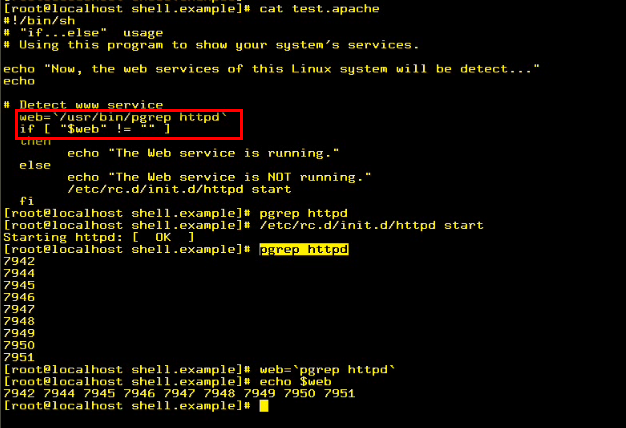 [root@localhost shell.example]# cat test.apache
#!/bin/sh
# "if...else"  usage
# Using this program to show your system's services.
echo "Now, the web services of this Linux system will be detect..."
echo
# Detect www service
web=`/usr/bin/pgrep httpd`
if [ "$web" != "" ]
then
echo "The Web service is running."
else
echo "The Web service is NOT running."
/etc/rc.d/init.d/httpd start
fi
[root@localhost shell.example]# pgrep httpd
[root@localhost shell.example]# /etc/rc.d/init.d/httpd start
Starting httpd: [  OK  ]
[root@localhost shell.example]# pgrep httpd
7942
7944
7945
7946
7947
7948
7949
7950
7951
[root@localhost shell.example]# web=`pgrep httpd`
[root@localhost shell.example]# echo $web
7942 7944 7945 7946 7947 7948 7949 7950 7951
[root@localhost shell.example]#